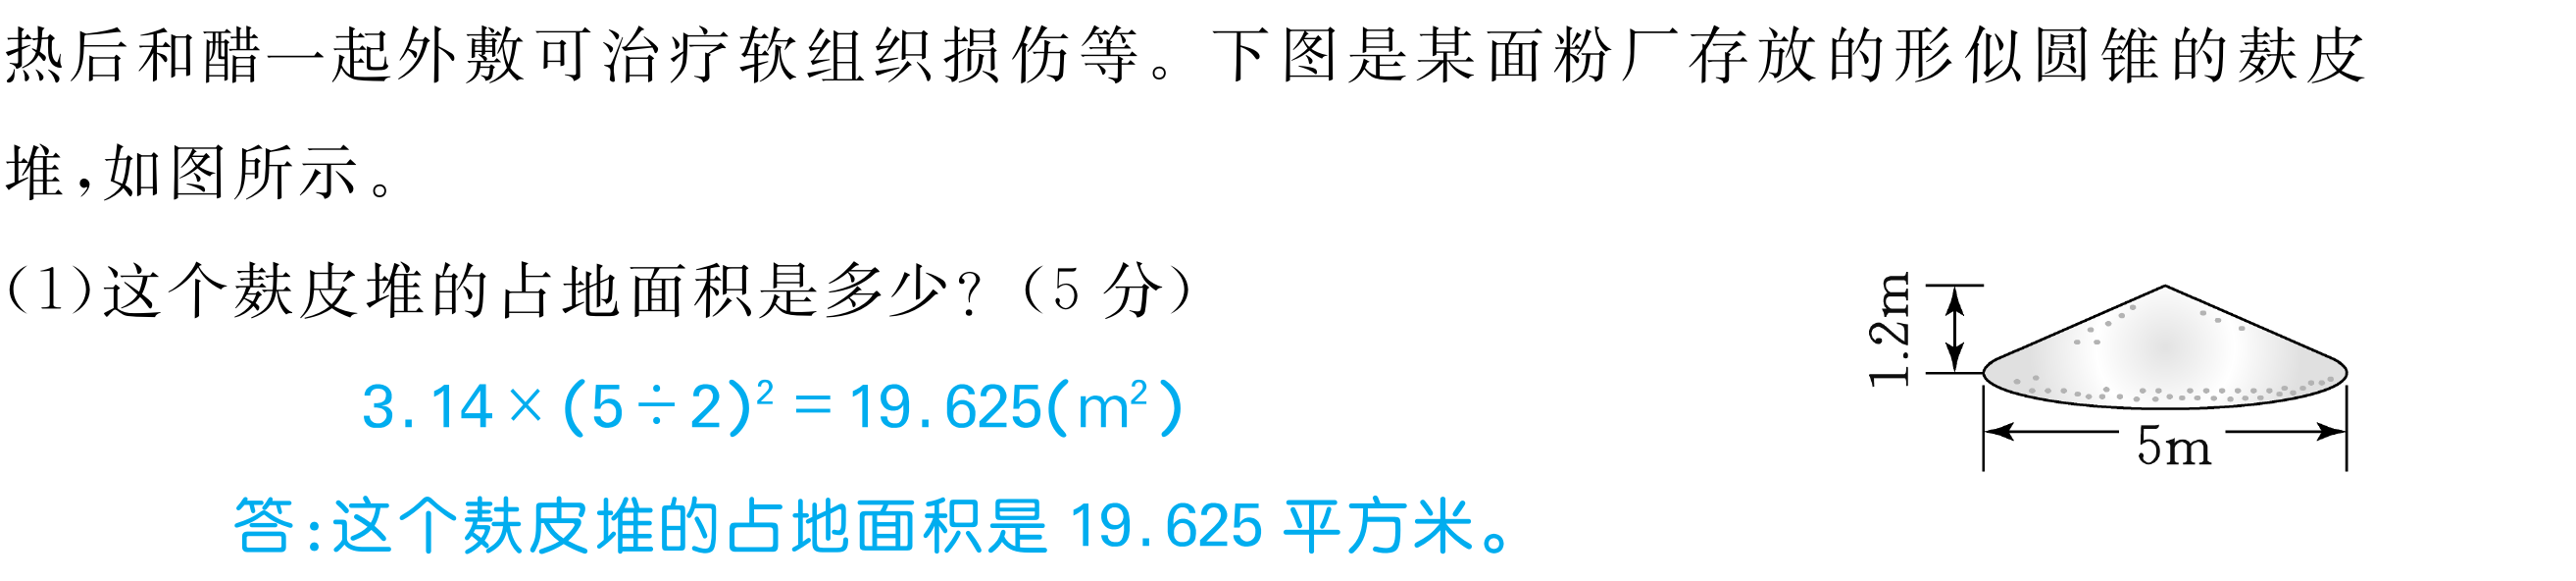 热后和醋一起外敷可治疗软组织损伤等。下图是某面粉厂存放的形似圆锥的麸皮
堆,如图所示。
(1)这个麸皮堆的占地面积是多少?(5 分)
3.14×(5÷2)²=19.625(m²)
答:这个麸皮堆的占地面积是 19.625 平方米。
1.2m
5m